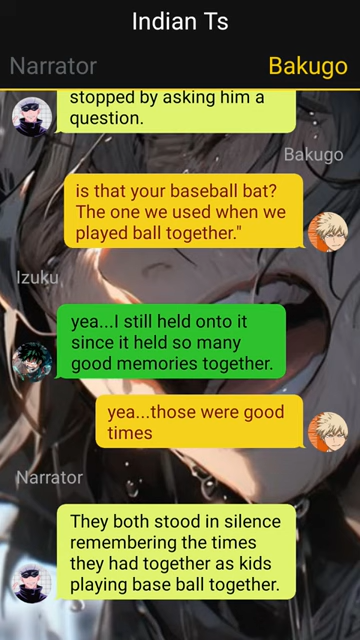 Indian Ts
Narrator
Bakugo
stopped by asking him a
question.
Bakugo
is that your baseball bat?
The one we used when we
played ball together."
Izuku
yea...I still held onto it
since it held so many
good memories together.
yea...those were good
times
Narrator
They both stood in silence
remembering the times
they had together as kids
playing base ball together.